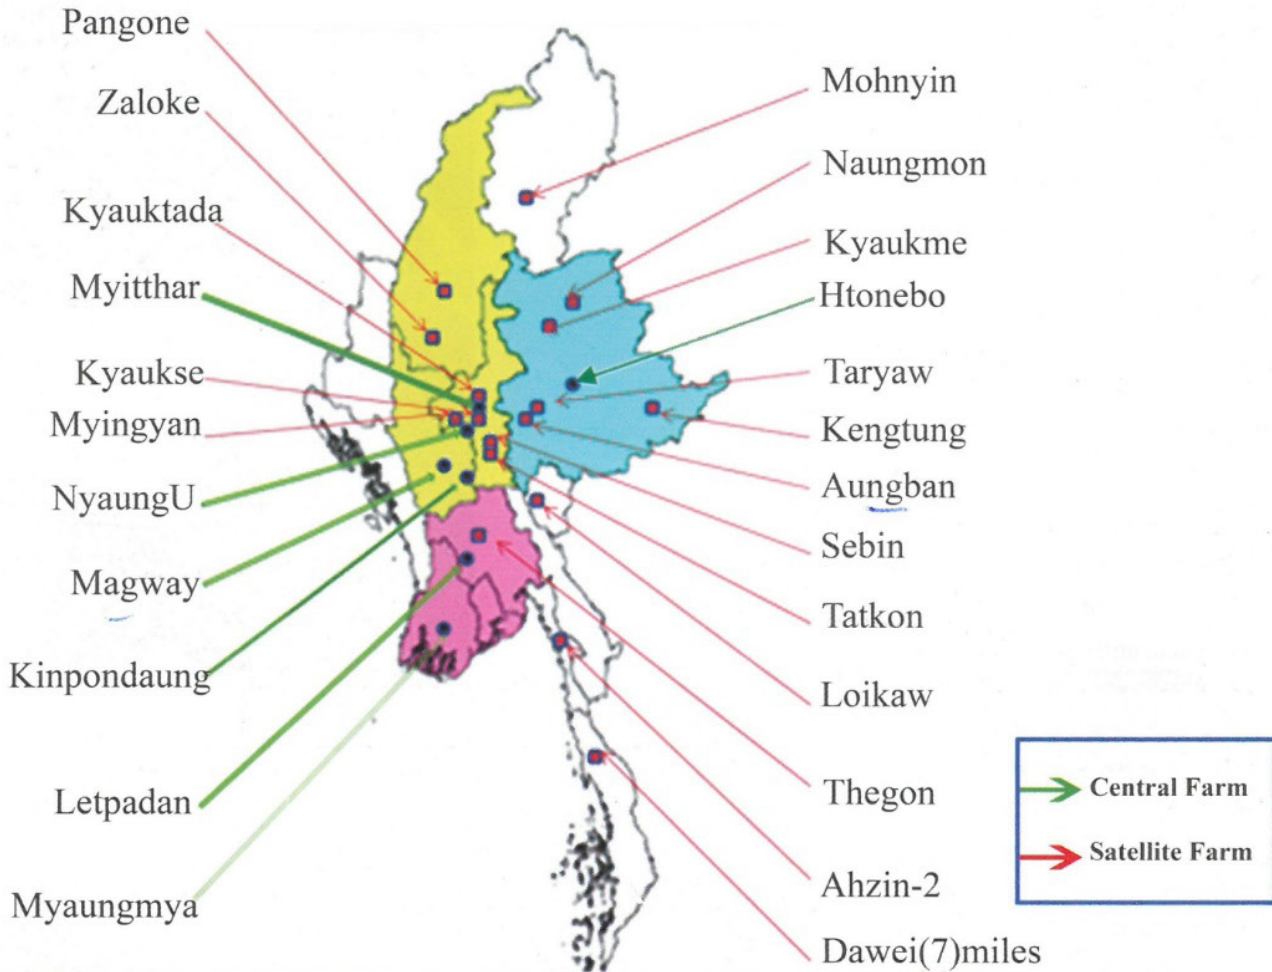 Pangone
Zaloke
Kyauktada
Myitthar
Kyaukse
Myingyan
NyaungU
Magway
Kinpondaung
Letpadan
Myaungmya
Mohnyin
Naungmon
Kyaukme
Htonebo
Taryaw
Kengtung
Aungban
Sebin
Tatkon
Loikaw
Thegon
Ahzin-2
Dawei(7)miles
Central Farm
Satellite Farm